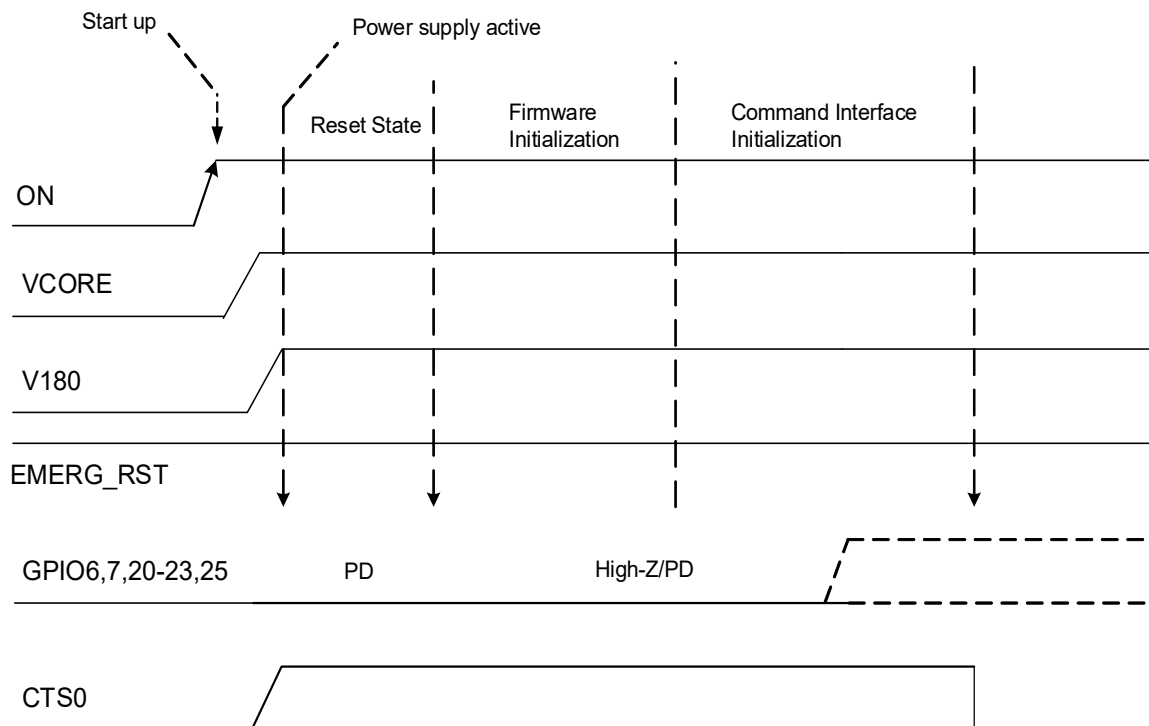 Start up
Power supply active
Reset State
Firmware
Initialization
Command Interface
Initialization
ON
VCORE
V180
EMERG_RST
GPIO6,7,20-23,25
PD
High-Z/PD
CTS0